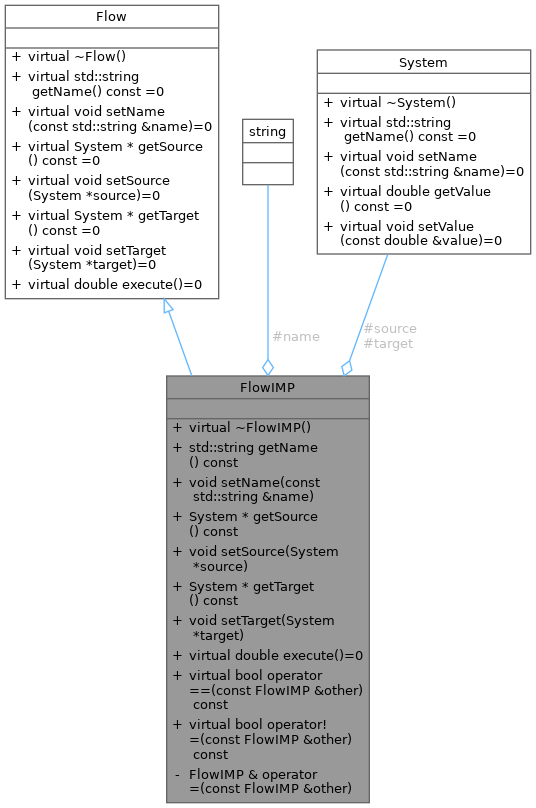 Flow
+ virtual ~Flow()
+ virtual std::string
getName() const =0
+ virtual void setName
(const std::string &name)=0
+ virtual System * getSource
() const =0
+ virtual void setSource
(System *source)=0
+ virtual System * getTarget
() const =0
+ virtual void setTarget
(System *target)=0
+ virtual double execute()=0
string
System
+ virtual ~System()
+ virtual std::string
getName() const =0
+ virtual void setName
(const std::string &name)=0
+ virtual double getValue
() const =0
+ virtual void setValue
(const double &value)=0
#name
#source
#target
FlowIMP
+ virtual ~FlowIMP()
+ std::string getName
() const
+ void setName(const
std::string &name)
+ System * getSource
() const
+ void setSource(System
*source)
+ System * getTarget
() const
+ void setTarget(System
*target)
+ virtual double execute()=0
+ virtual bool operator
==(const FlowIMP &other)
const
+ virtual bool operator!
=(const FlowIMP &other)
const
- FlowIMP & operator
=(const FlowIMP &other)